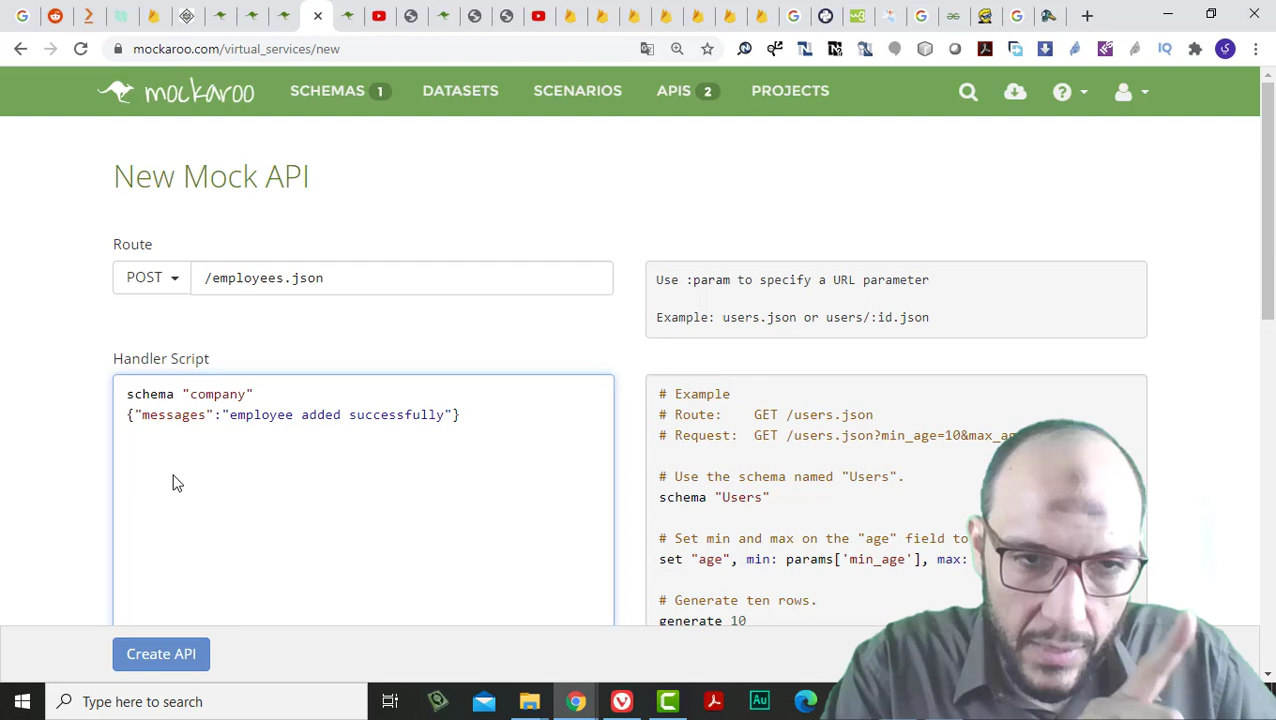 mockaroo.com/virtual_services/new
mockaroo SCHEMAS 1 DATASETS SCENARIOS APIS 2 PROJECTS
New Mock API
Route
POST /employees.json
Use :param to specify a URL parameter
Example: users.json or users/:id.json
Handler Script
schema "company"
{"messages":"employee added successfully"}
# Example
# Route: GET /users.json
# Request: GET /users.json?min_age=10&max_a
# Use the schema named "Users".
schema "Users"
# Set min and max on the "age" field to
set "age", min: params['min_age'], max:
# Generate ten rows.
generate 10
Create API
Type here to search